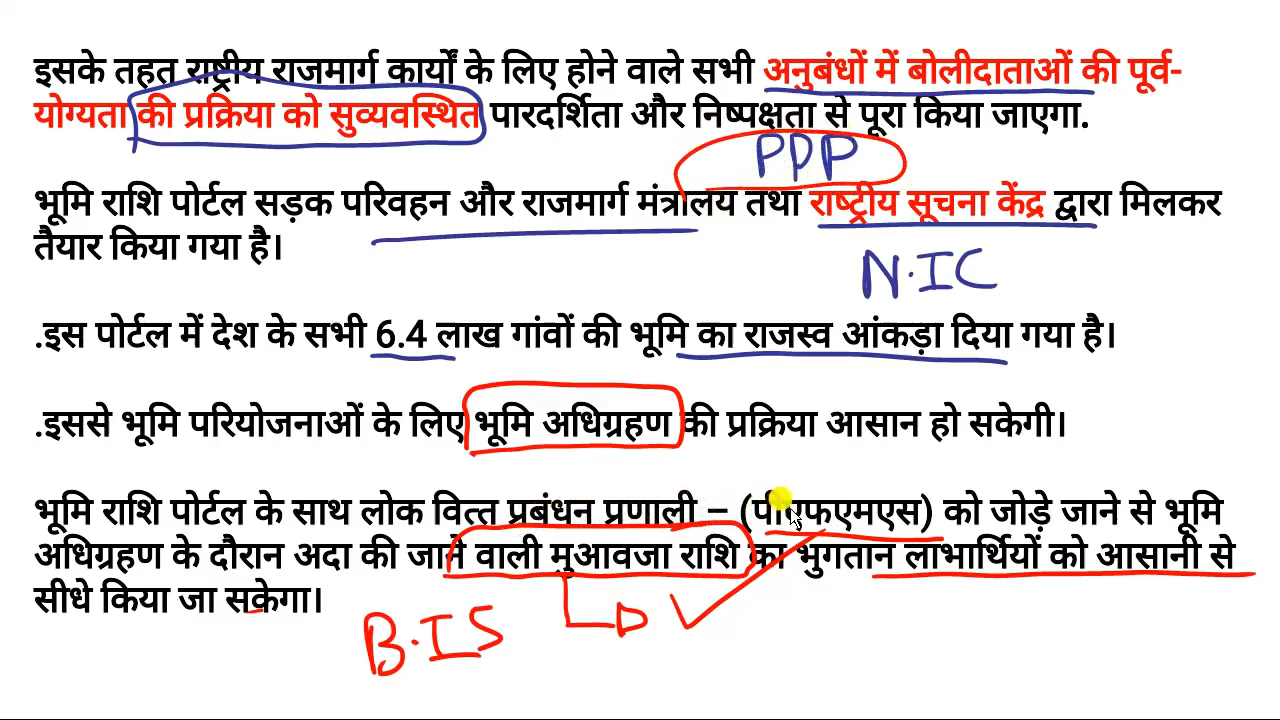 इसके तहत राष्ट्रीय राजमार्ग कार्यों के लिए होने वाले सभी अनुबंधों में बोलीदाताओं की पूर्व-
योग्यता की प्रक्रिया को सुव्यवस्थित पारदर्शिता और निष्पक्षता से पूरा किया जाएगा.
PPP
भूमि राशि पोर्टल सड़क परिवहन और राजमार्ग मंत्रालय तथा राष्ट्रीय सूचना केंद्र द्वारा मिलकर
तैयार किया गया है।
N.IC
.इस पोर्टल में देश के सभी 6.4 लाख गांवों की भूमि का राजस्व आंकड़ा दिया गया है।
.इससे भूमि परियोजनाओं के लिए भूमि अधिग्रहण की प्रक्रिया आसान हो सकेगी।
भूमि राशि पोर्टल के साथ लोक वित्त प्रबंधन प्रणाली – (पीएफएमएस) को जोड़े जाने से भूमि
अधिग्रहण के दौरान अदा की जाने वाली मुआवजा राशि का भुगतान लाभार्थियों को आसानी से
सीधे किया जा सकेगा।
B.IS